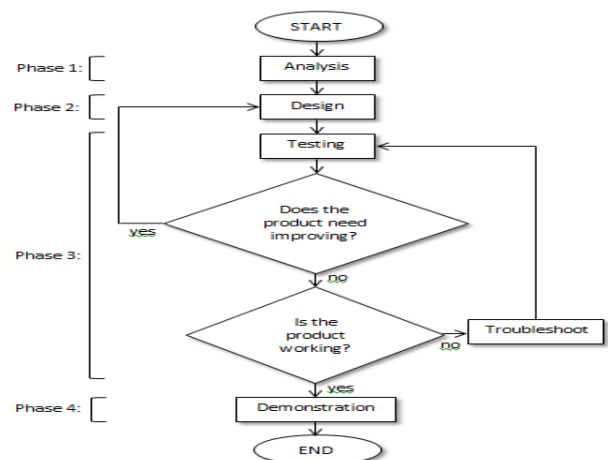 START
Phase 1:
Analysis
Phase 2:
Design
Testing
Does the
product need
improving?
yes
Phase 3:
no
Is the
product
working?
no
Troubleshoot
yes
Phase 4:
Demonstration
END